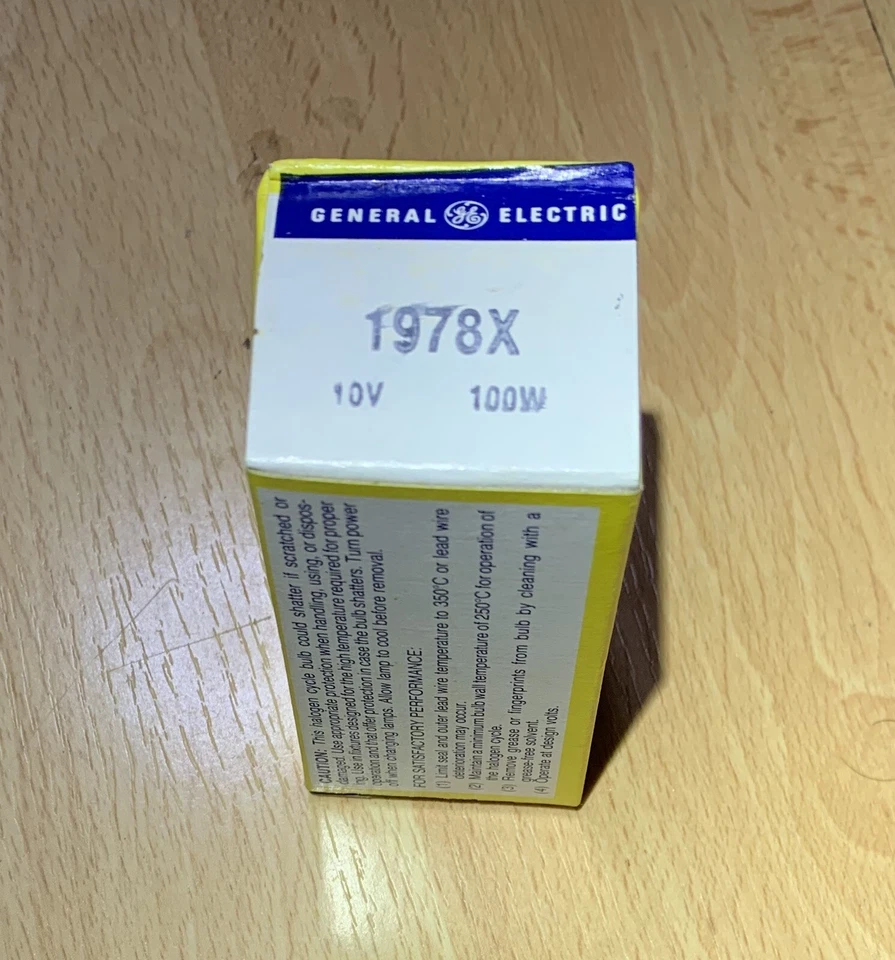 GENERAL GE ELECTRIC
1978X
10V 100W
CAUTION: This halogen cycle bulb could shatter if scratched or
damaged. Use appropriate protection when handling, using, or dispos-
ing. Use in fixtures designed for the high temperature required for proper
operation and that offer protection in case the bulb shatters. Turn power
off when changing lamps. Allow lamp to cool before removal.
FOR SATISFACTORY PERFORMANCE:
(1) Limit seal and outer lead wire temperature to 350°C or lead wire
deterioration may occur.
(2) Maintain a minimum bulb wall temperature of 250°C for operation of
the halogen cycle.
(3) Remove grease or fingerprints from bulb by cleaning with a
grease-free solvent.
(4) Operate at design volts.